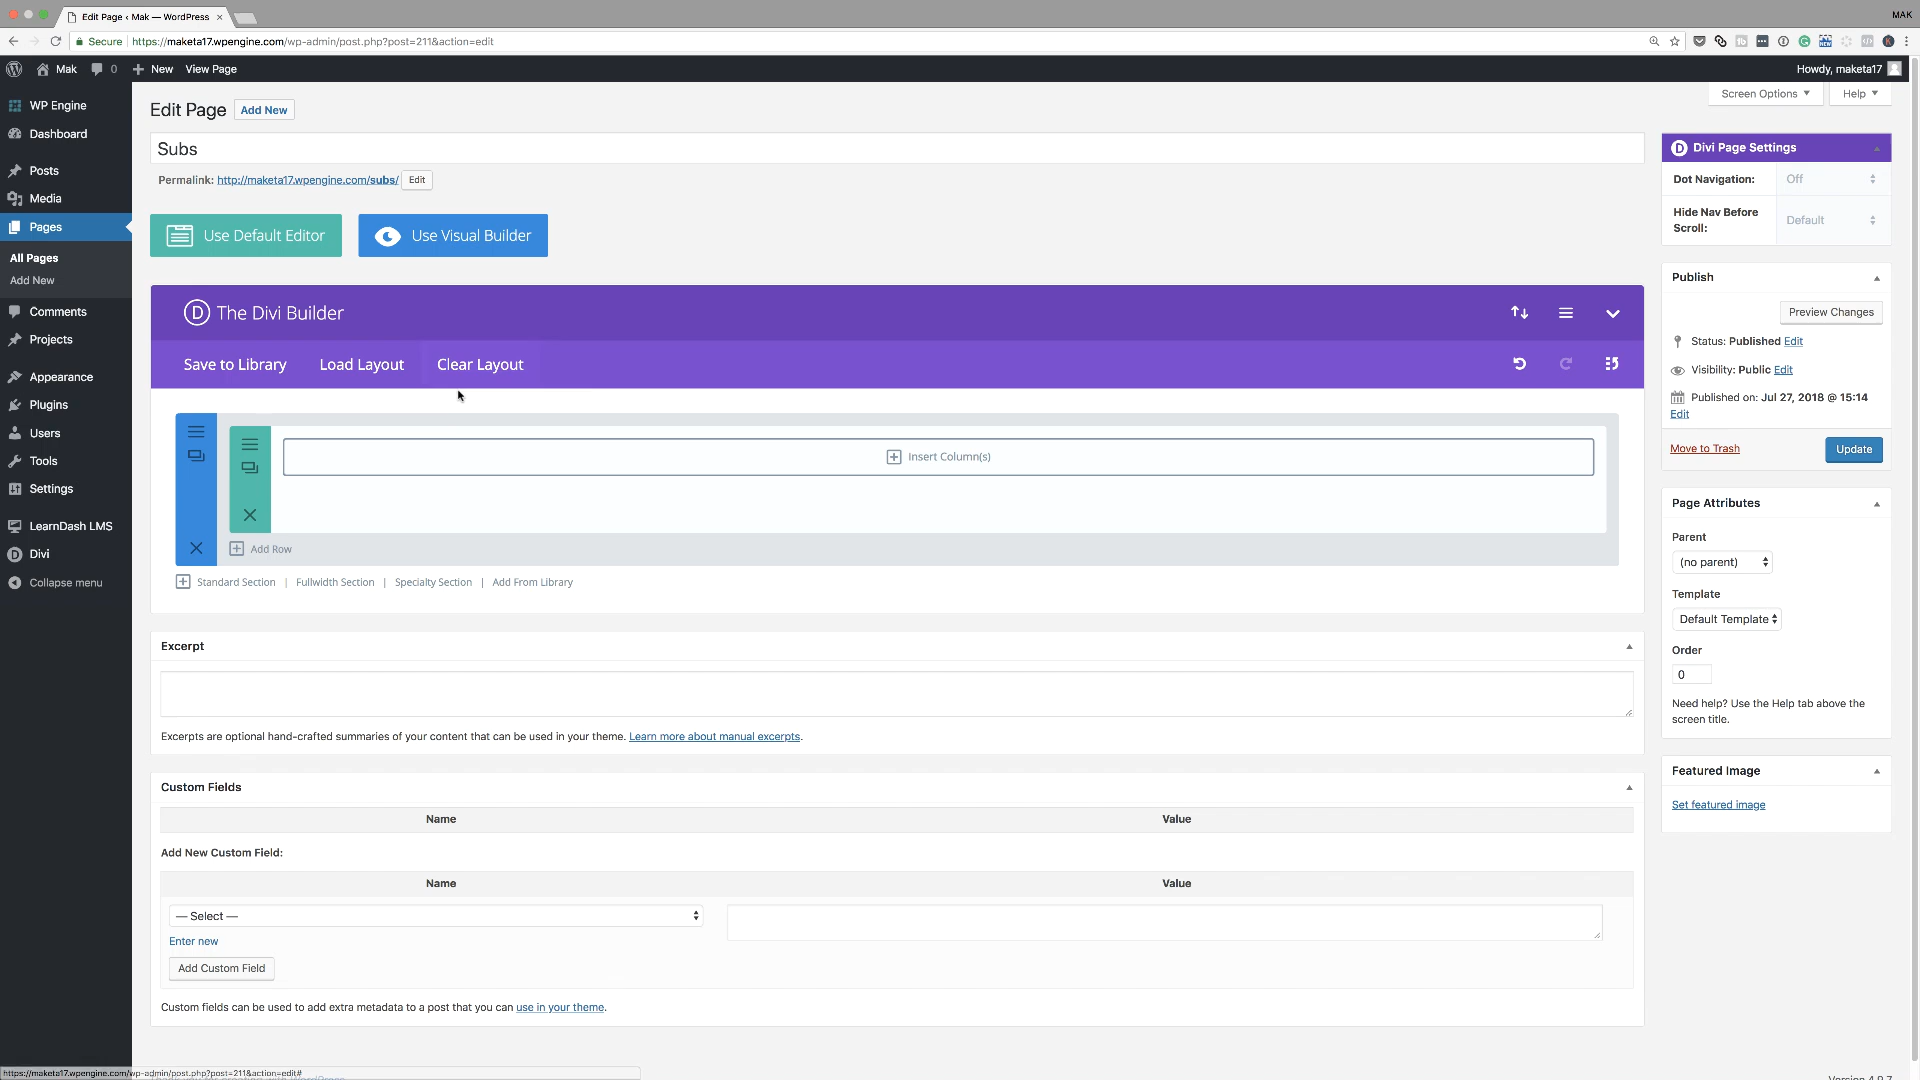 Edit Page ‹ Mak — WordPress
MAK
Secure
https://maketa17.wpengine.com/wp-admin/post.php?post=211&action=edit
Mak
0
New
View Page
Howdy, maketa17
WP Engine
Dashboard
Posts
Media
Pages
All Pages
Add New
Comments
Projects
Appearance
Plugins
Users
Tools
Settings
LearnDash LMS
Divi
Collapse menu
Screen Options
Help
Edit Page
Add New
Subs
Permalink: http://maketa17.wpengine.com/subs/ Edit
Use Default Editor
Use Visual Builder
The Divi Builder
Save to Library
Load Layout
Clear Layout
Insert Column(s)
Add Row
Standard Section | Fullwidth Section | Specialty Section | Add From Library
Excerpt
Excerpts are optional hand-crafted summaries of your content that can be used in your theme. Learn more about manual excerpts.
Custom Fields
Name Value
Add New Custom Field:
Name Value
— Select —
Enter new
Add Custom Field
Custom fields can be used to add extra metadata to a post that you can use in your theme.
Divi Page Settings
Dot Navigation: Off
Hide Nav Before
Scroll:
Default
Publish
Preview Changes
Status: Published Edit
Visibility: Public Edit
Published on: Jul 27, 2018 @ 15:14
Edit
Move to Trash
Update
Page Attributes
Parent
(no parent)
Template
Default Template
Order
0
Need help? Use the Help tab above the
screen title.
Featured Image
Set featured image
https://maketa17.wpengine.com/wp-admin/post.php?post=211&action=edit#